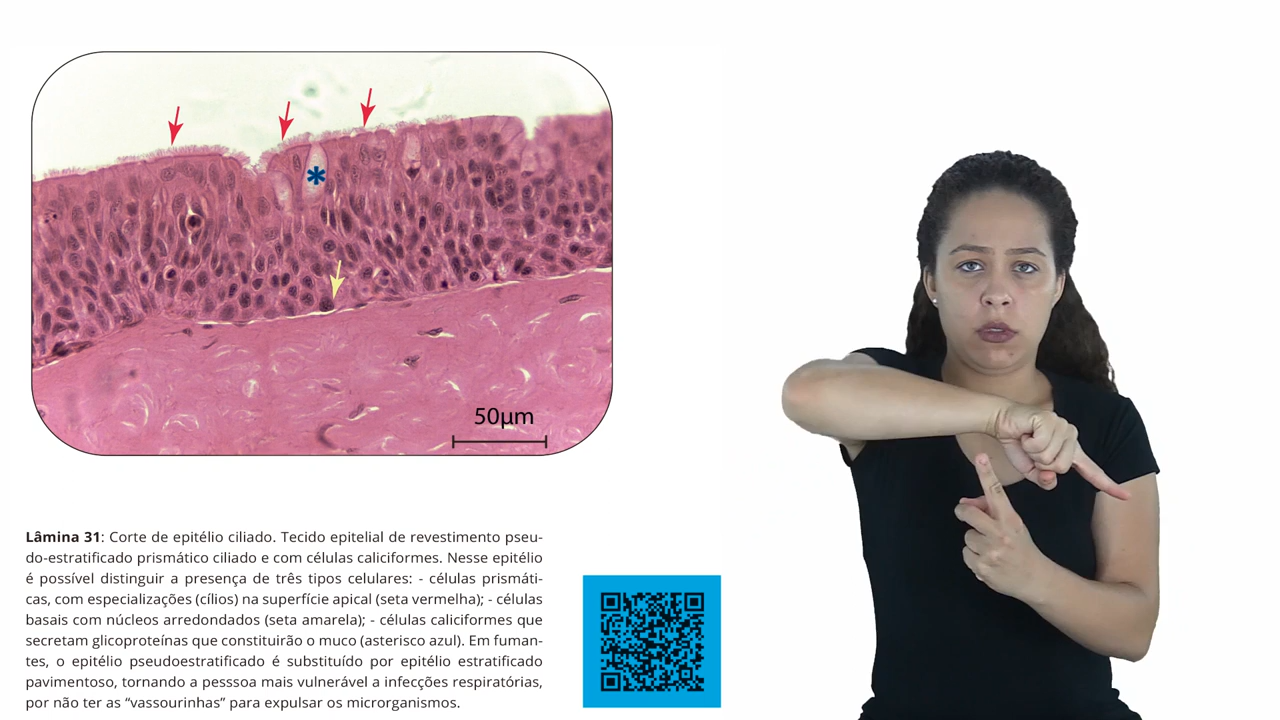 50µm
Lâmina 31: Corte de epitélio ciliado. Tecido epitelial de revestimento pseu-
do-estratificado prismático ciliado e com células caliciformes. Nesse epitélio
é possível distinguir a presença de três tipos celulares: - células prismáti-
cas, com especializações (cílios) na superfície apical (seta vermelha); - células
basais com núcleos arredondados (seta amarela); - células caliciformes que
secretam glicoproteínas que constituirão o muco (asterisco azul). Em fuman-
tes, o epitélio pseudoestratificado é substituído por epitélio estratificado
pavimentoso, tornando a pesssoa mais vulnerável a infecções respiratórias,
por não ter as “vassourinhas” para expulsar os microrganismos.